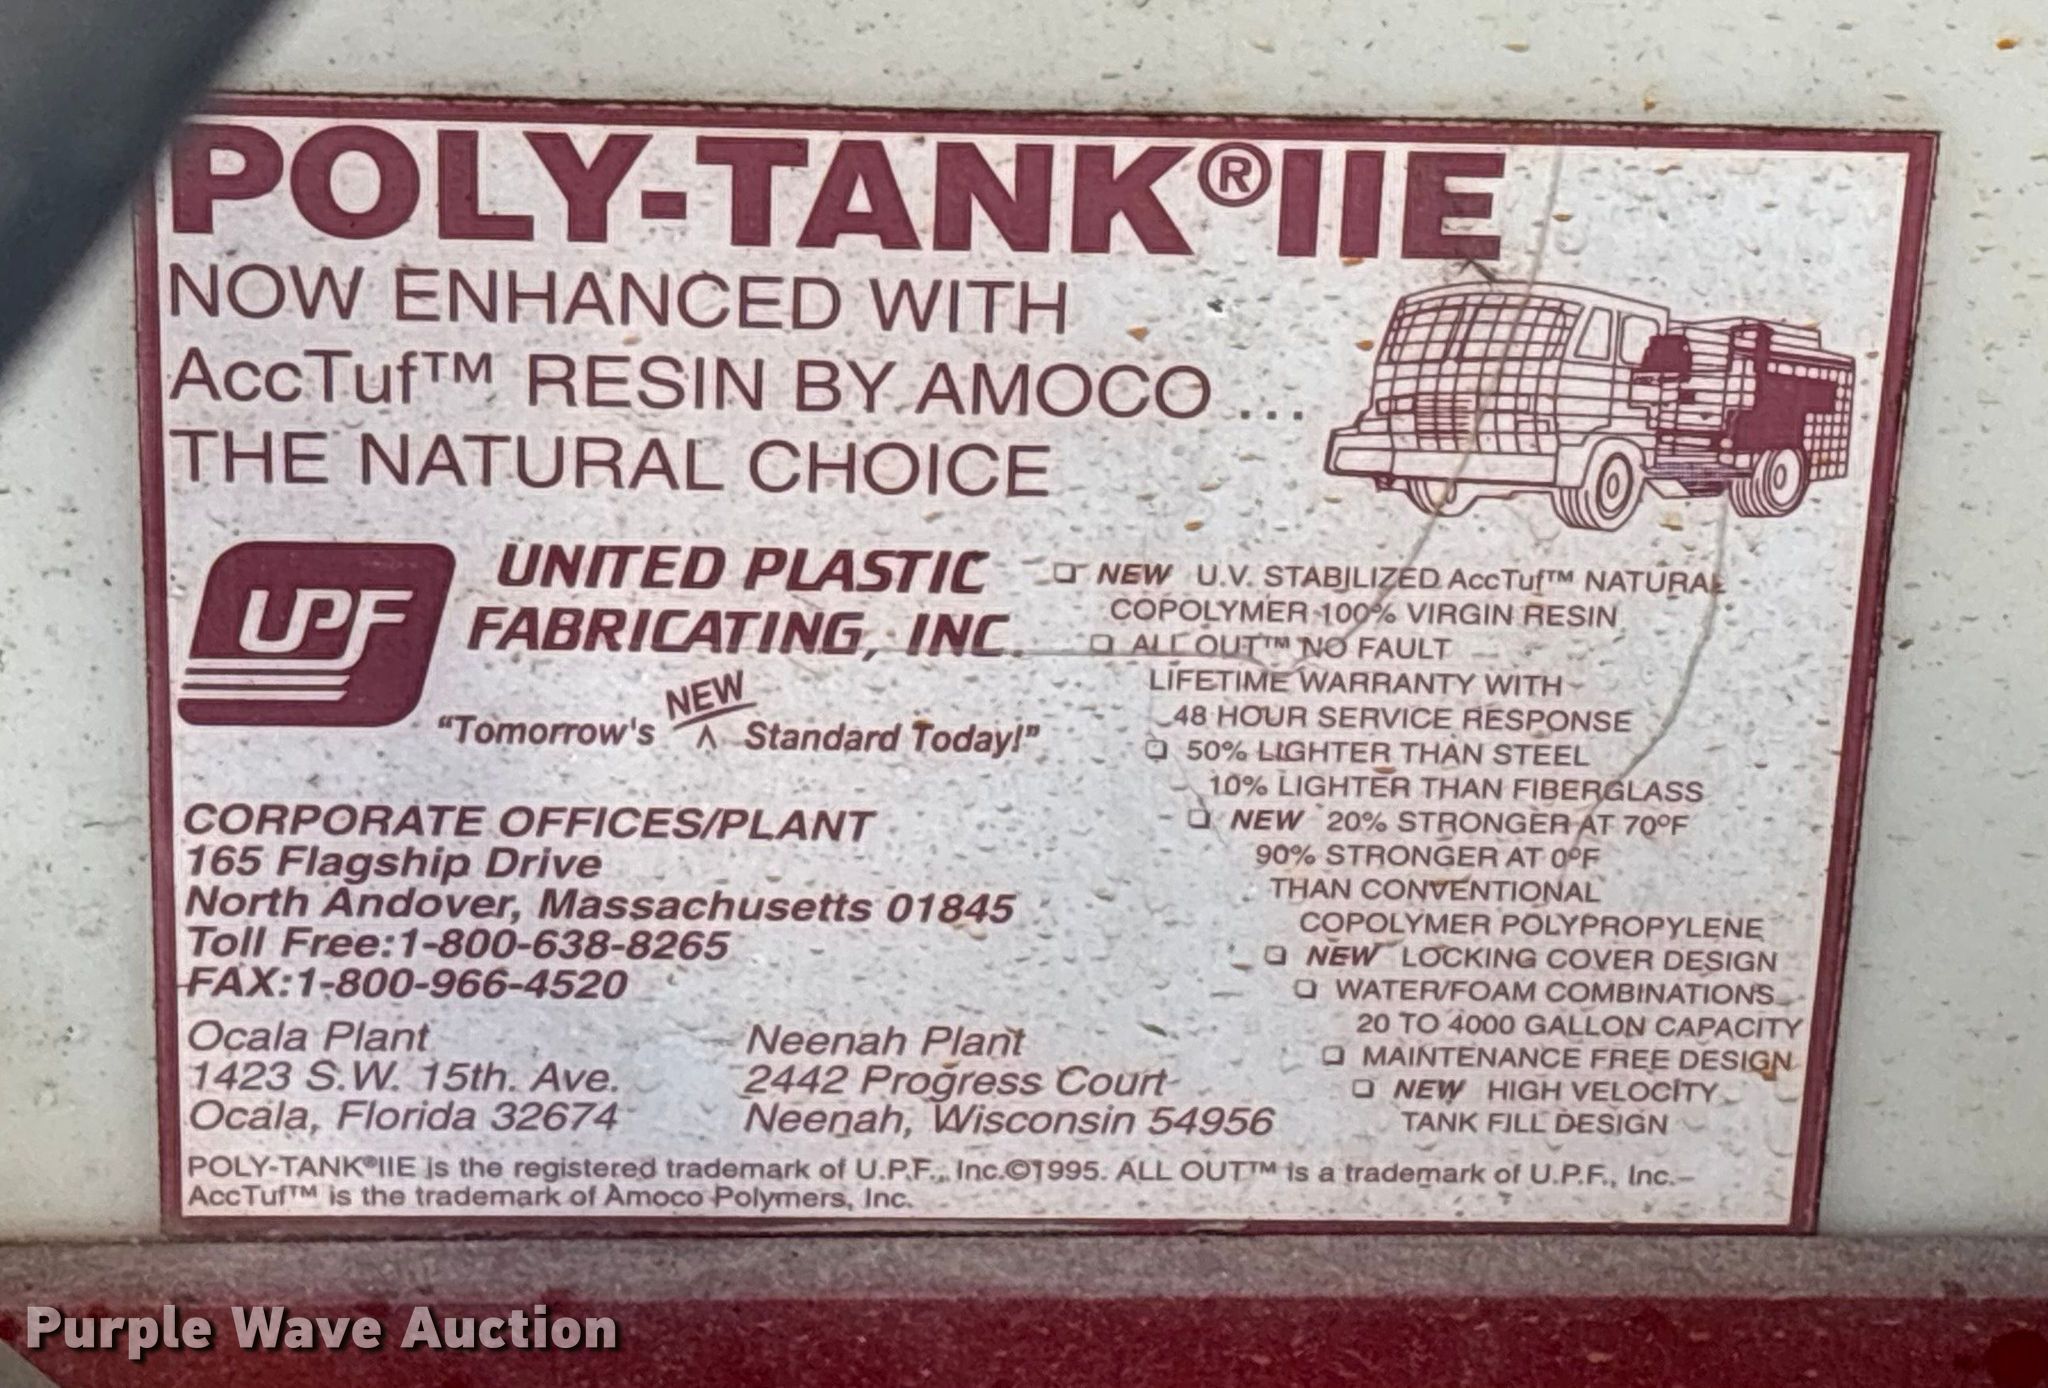 POLY-TANK®IIE
NOW ENHANCED WITH
AccTuf™ RESIN BY AMOCO ...
THE NATURAL CHOICE
UPF
UNITED PLASTIC
FABRICATING, INC.
"Tomorrow's NEW ^ Standard Today!"
CORPORATE OFFICES/PLANT
165 Flagship Drive
North Andover, Massachusetts 01845
Toll Free:1-800-638-8265
FAX:1-800-966-4520
Ocala Plant
1423 S.W. 15th. Ave.
Ocala, Florida 32674
Neenah Plant
2442 Progress Court
Neenah, Wisconsin 54956
❑ NEW U.V. STABILIZED AccTuf™ NATURAL
COPOLYMER 100% VIRGIN RESIN
❑ ALL OUT™ NO FAULT
LIFETIME WARRANTY WITH
48 HOUR SERVICE RESPONSE
❑ 50% LIGHTER THAN STEEL
10% LIGHTER THAN FIBERGLASS
❑ NEW 20% STRONGER AT 70ºF
90% STRONGER AT 0ºF
THAN CONVENTIONAL
COPOLYMER POLYPROPYLENE
❑ NEW LOCKING COVER DESIGN
❑ WATER/FOAM COMBINATIONS
20 TO 4000 GALLON CAPACITY
❑ MAINTENANCE FREE DESIGN
❑ NEW HIGH VELOCITY
TANK FILL DESIGN
POLY-TANK®IIE is the registered trademark of U.P.F., Inc.©1995. ALL OUT™ is a trademark of U.P.F., Inc.
AccTuf™ is the trademark of Amoco Polymers, Inc.
Purple Wave Auction